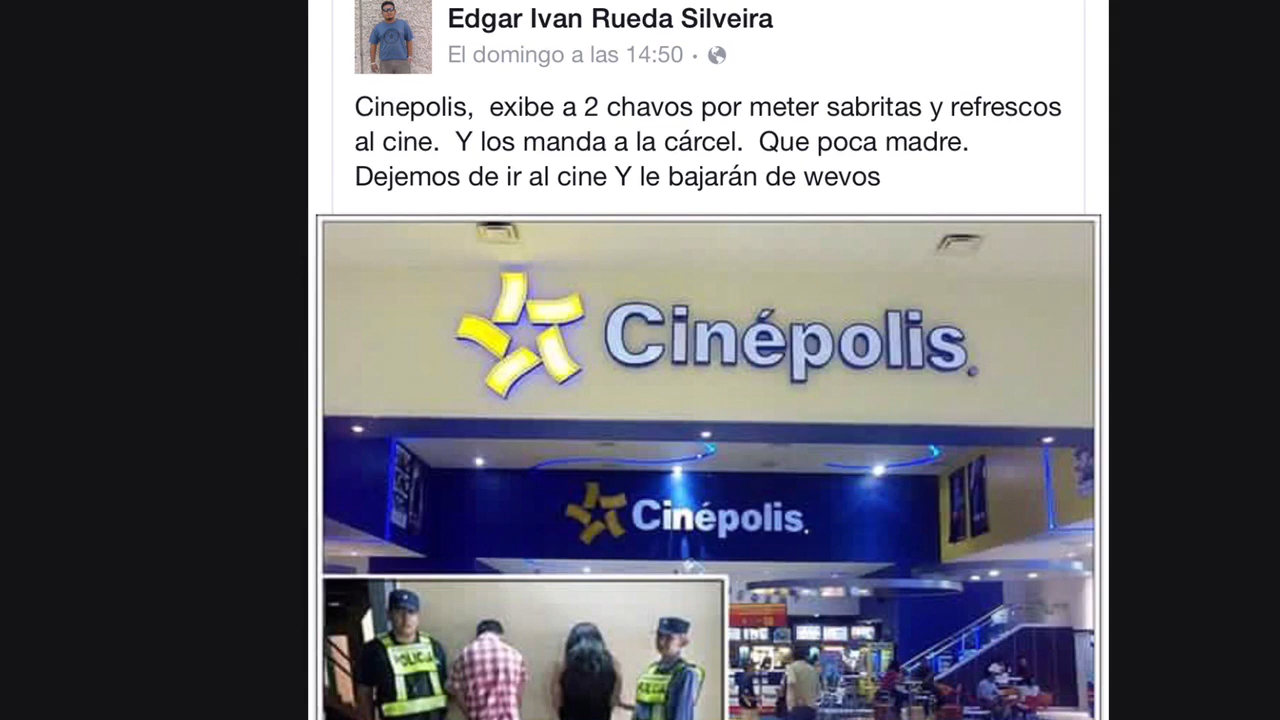 Edgar Ivan Rueda Silveira
El domingo a las 14:50 ·
Cinepolis,  exibe a 2 chavos por meter sabritas y refrescos
al cine.  Y los manda a la cárcel.  Que poca madre.
Dejemos de ir al cine Y le bajarán de wevos
Cinépolis.
Cinépolis.
POLICIA
POLICIA